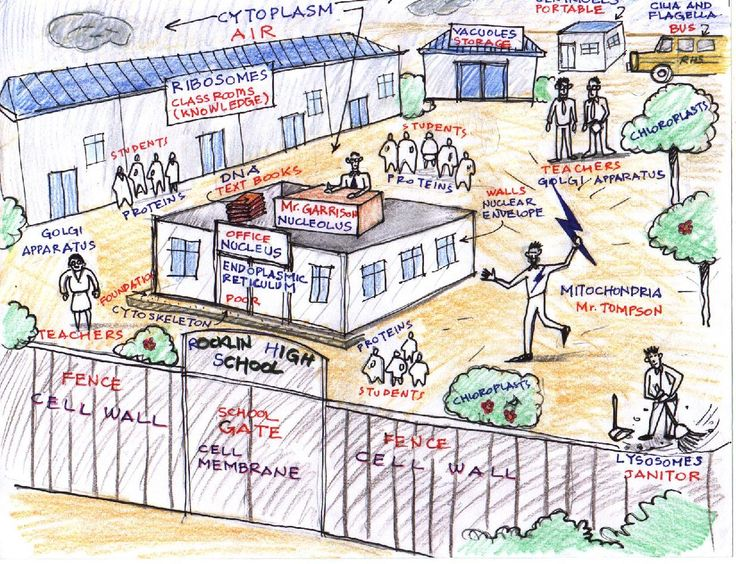 CYTOPLASM
AIR
PORTABLE
CILIA AND
FLAGELLA
BUS
RHS
VACUOLES
STORAGE
RIBOSOMES
CLASSROOMS
(KNOWLEDGE)
STUDENTS
PROTEINS
STUDENTS
PROTEINS
CHLOROPLASTS
TEACHERS
GOLGI APPARATUS
DNA
TEXT BOOKS
Mr. GARRISON
NUCLEOLUS
WALLS
NUCLEAR
ENVELOPE
GOLGI
APPARATUS
TEACHERS
OFFICE
NUCLEUS
ENDOPLASMIC
RETICULUM
POOR
FOUNDATION
CYTOSKELETON
MITOCHONDRIA
Mr. TOMPSON
ROCKLIN HIGH
SCHOOL
PROTEINS
STUDENTS
CHLOROPLASTS
FENCE
CELL WALL
SCHOOL
GATE
CELL
MEMBRANE
FENCE
CELL WALL
LYSOSOMES
JANITOR